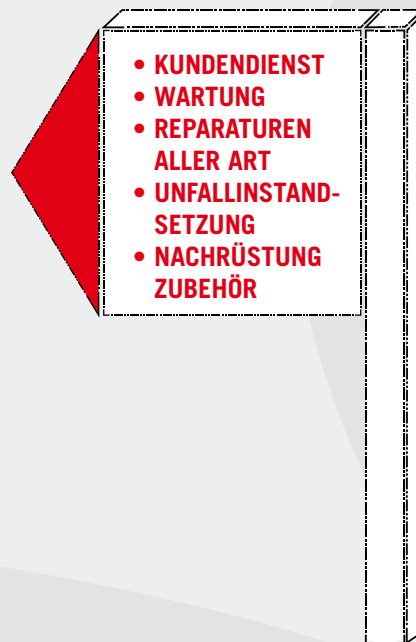 • KUNDENDIENST
• WARTUNG
• REPARATUREN
ALLER ART
• UNFALLINSTAND-
SETZUNG
• NACHRÜSTUNG
ZUBEHÖR